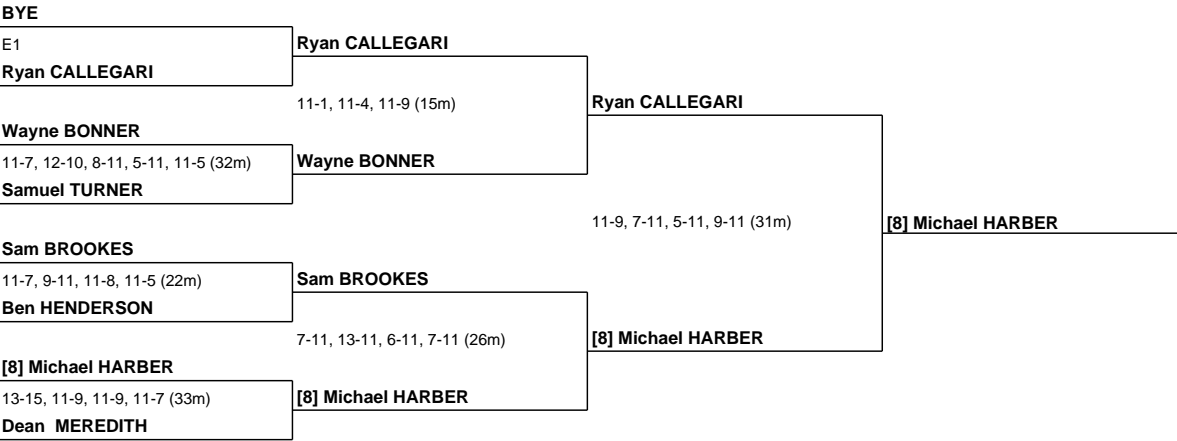 BYE
E1
Ryan CALLEGARI
Ryan CALLEGARI
11-1, 11-4, 11-9 (15m)
Ryan CALLEGARI
Wayne BONNER
11-7, 12-10, 8-11, 5-11, 11-5 (32m)
Wayne BONNER
Samuel TURNER
11-9, 7-11, 5-11, 9-11 (31m)
[8] Michael HARBER
Sam BROOKES
11-7, 9-11, 11-8, 11-5 (22m)
Sam BROOKES
Ben HENDERSON
7-11, 13-11, 6-11, 7-11 (26m)
[8] Michael HARBER
[8] Michael HARBER
13-15, 11-9, 11-9, 11-7 (33m)
[8] Michael HARBER
Dean MEREDITH